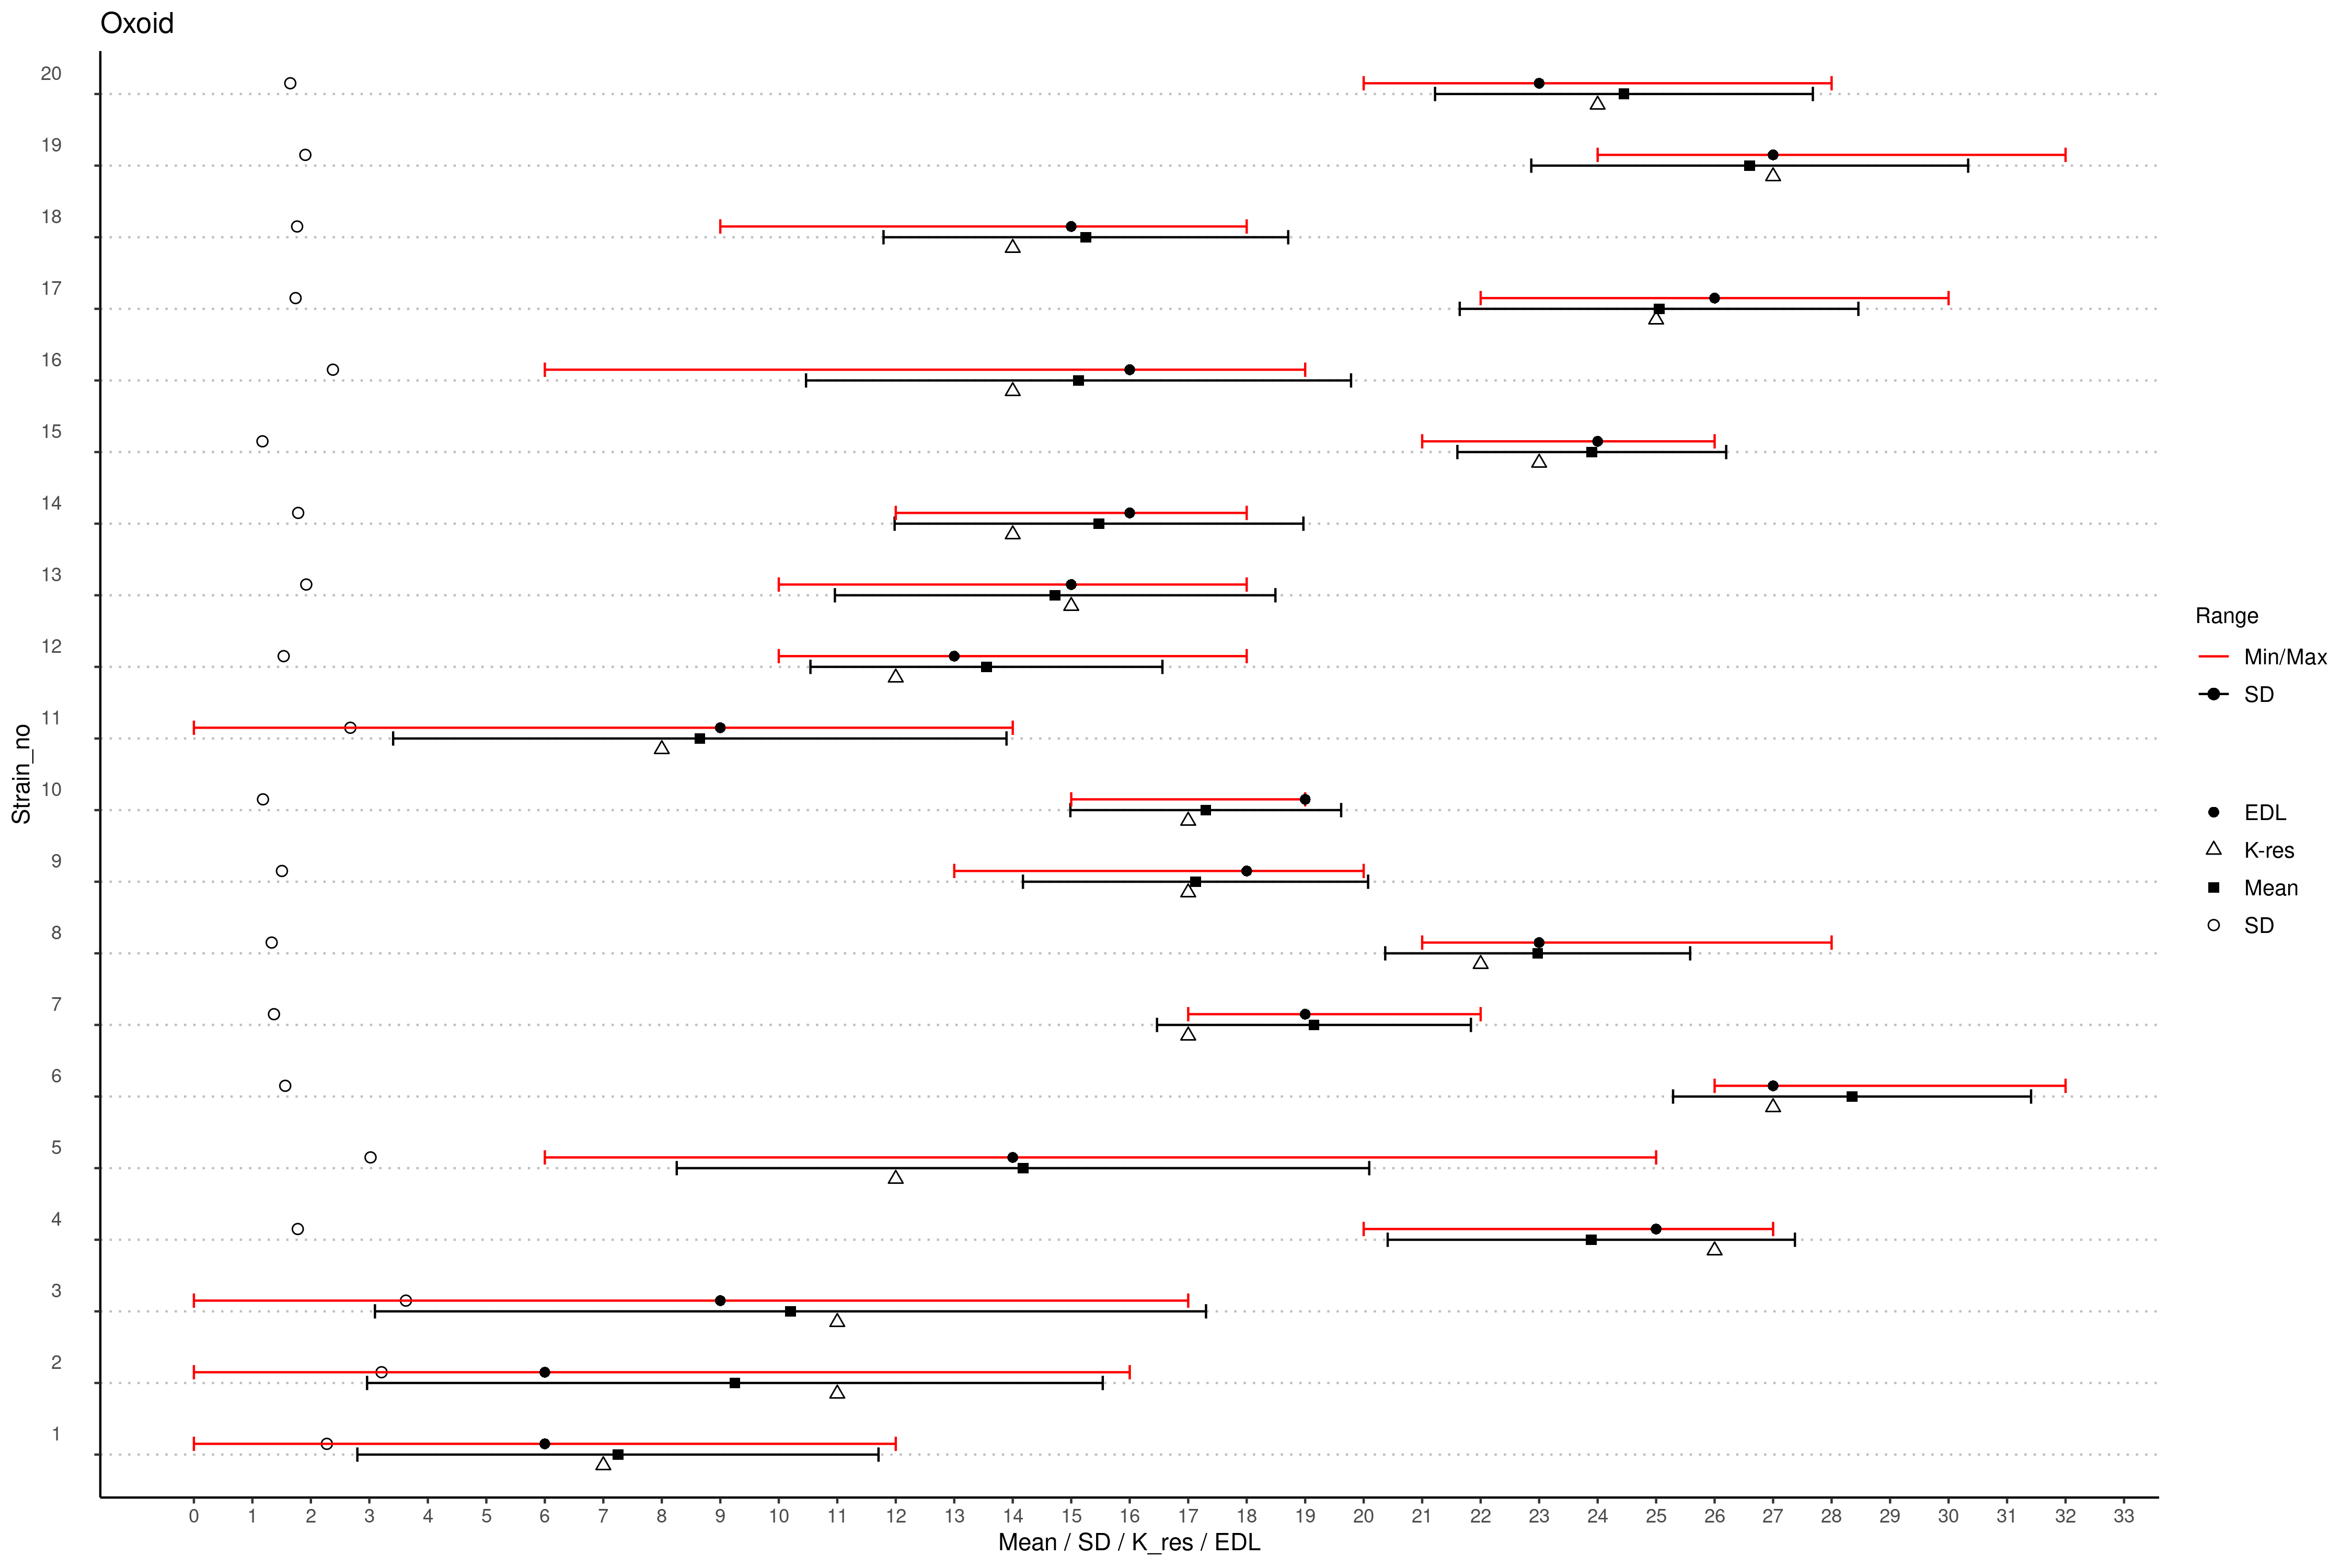 Oxoid
20
19
18
17
16
15
14
13
12
11
10
9
8
7
6
5
4
3
2
1
Strain_no
0 1 2 3 4 5 6 7 8 9 10 11 12 13 14 15 16 17 18 19 20 21 22 23 24 25 26 27 28 29 30 31 32 33
Mean / SD / K_res / EDL
Range
Min/Max
SD
EDL
K-res
Mean
SD